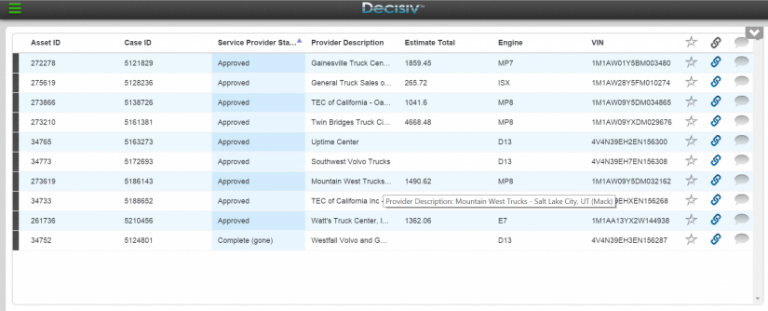 Decisiv™
Asset ID Case ID Service Provider Sta... Provider Description Estimate Total Engine VIN
272278 5121829 Approved Gainesville Truck Cen... 1859.45 MP7 1M1AW01Y5BM003480
275619 5128236 Approved General Truck Sales o... 265.72 ISX 1M1AW28Y5FM010274
273866 5138726 Approved TEC of California - Oa... 1041.6 MP8 1M1AW09Y5DM034865
273210 5161381 Approved Twin Bridges Truck Ci... 4668.48 MP8 1M1AW09YXDM029676
34765 5163273 Approved Uptime Center D13 4V4N39EH2EN156300
34773 5172693 Approved Southwest Volvo Trucks D13 4V4N39EH7EN156308
273619 5186143 Approved Mountain West Trucks... 1490.62 MP8 1M1AW09Y5DM032162
34733 5188652 Approved TEC of California Inc - Provider Description: Mountain West Trucks - Salt Lake City, UT (Mack) EHXEN156268
261736 5210456 Approved Watt's Truck Center, I... 1362.06 E7 1M1AA13YX2W144938
34752 5124801 Complete (gone) Westfall Volvo and G... D13 4V4N39EH3EN156287